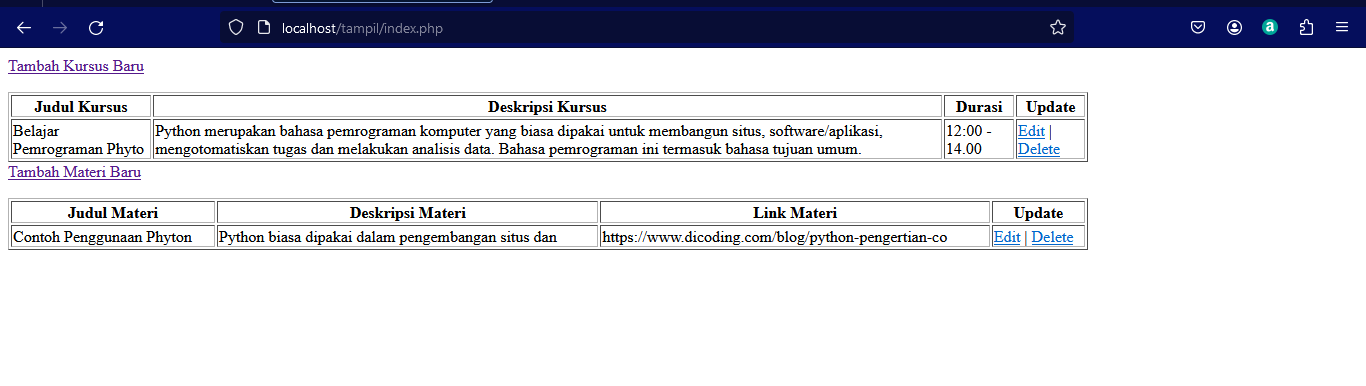 localhost/tampil/index.php
a
Tambah Kursus Baru
Judul Kursus Deskripsi Kursus Durasi Update
Belajar Python merupakan bahasa pemrograman komputer yang biasa dipakai untuk membangun situs, software/aplikasi, 12:00 - Edit |
Pemrograman Phyto mengotomatiskan tugas dan melakukan analisis data. Bahasa pemrograman ini termasuk bahasa tujuan umum. 14.00 Delete
Tambah Materi Baru
Judul Materi Deskripsi Materi Link Materi Update
Contoh Penggunaan Phyton Python biasa dipakai dalam pengembangan situs dan https://www.dicoding.com/blog/python-pengertian-co Edit | Delete